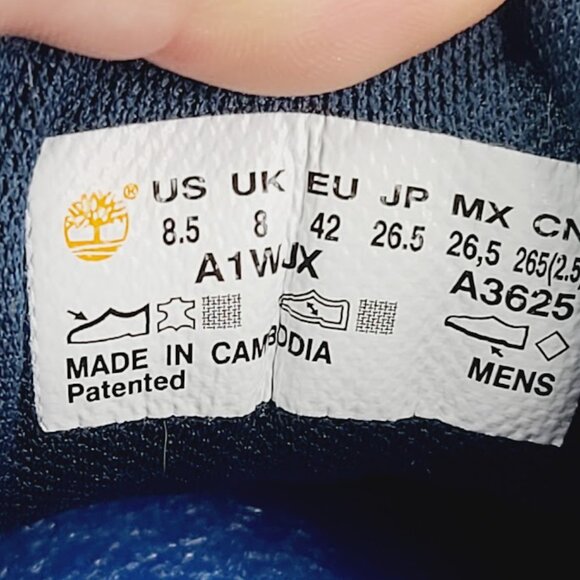 ® US UK EU JP MX CN
8.5 8 42 26.5 26,5 265(2.5)
A1WJX A3625
MADE IN CAMBODIA MENS
Patented